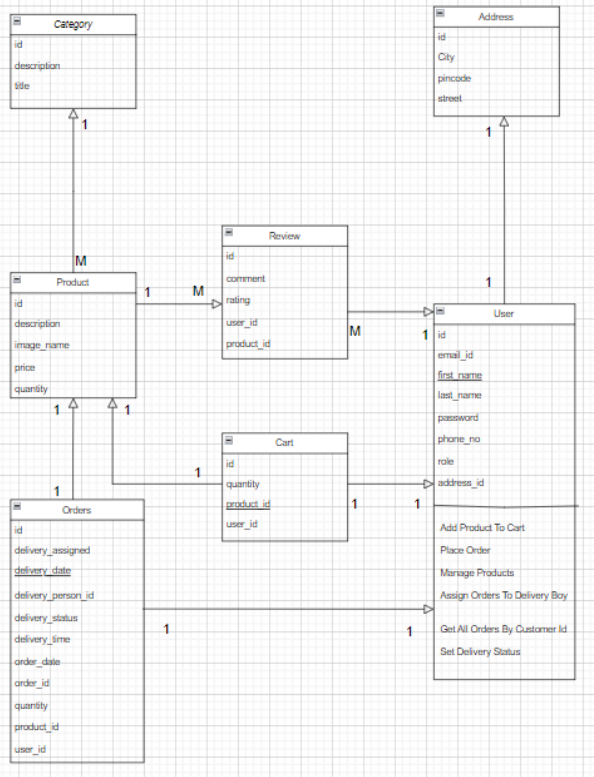 Category
id
description
title
1
Address
id
City
pincode
street
1
M
Product
id
description
image_name
price
quantity
1
M
Review
id
comment
rating
user_id
product_id
M
1
1
User
id
email_id
first_name
last_name
password
phone_no
role
address_id
Add Product To Cart
Place Order
Manage Products
Assign Orders To Delivery Boy
Get All Orders By Customer Id
Set Delivery Status
1
1
1
Cart
id
quantity
product_id
user_id
1
1
1
Orders
id
delivery_assigned
delivery_date
delivery_person_id
delivery_status
delivery_time
order_date
order_id
quantity
product_id
user_id
1
1